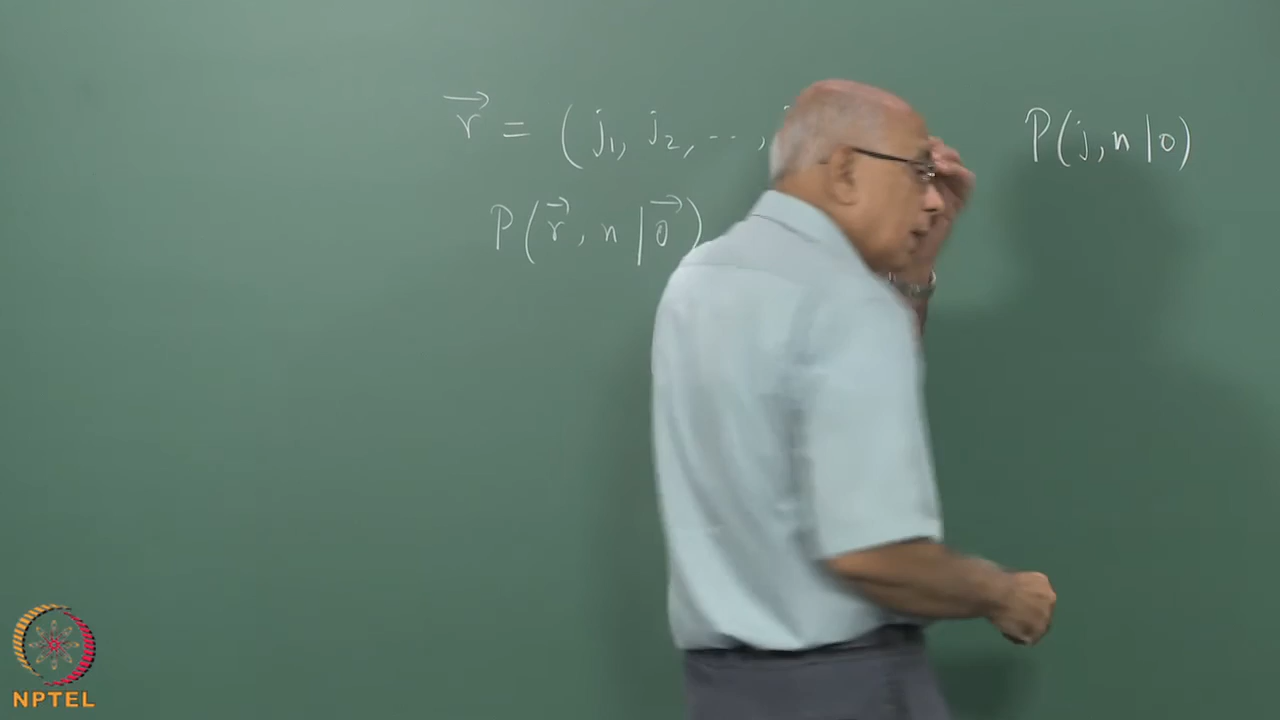 r⃗ = (j₁, j₂, ..,
P(r⃗, n | 0⃗)
P(j, n | 0)
NPTEL